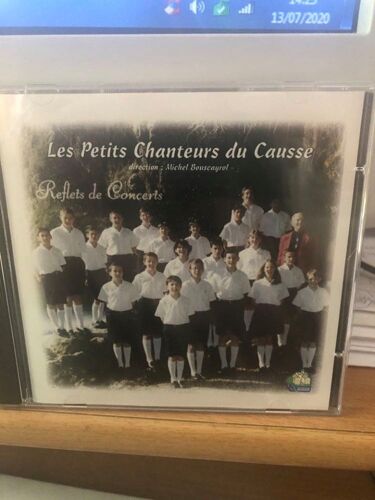 13/07/2020
Les Petits Chanteurs du Causse
direction : Michel Bouscayrol
Reflets de Concerts